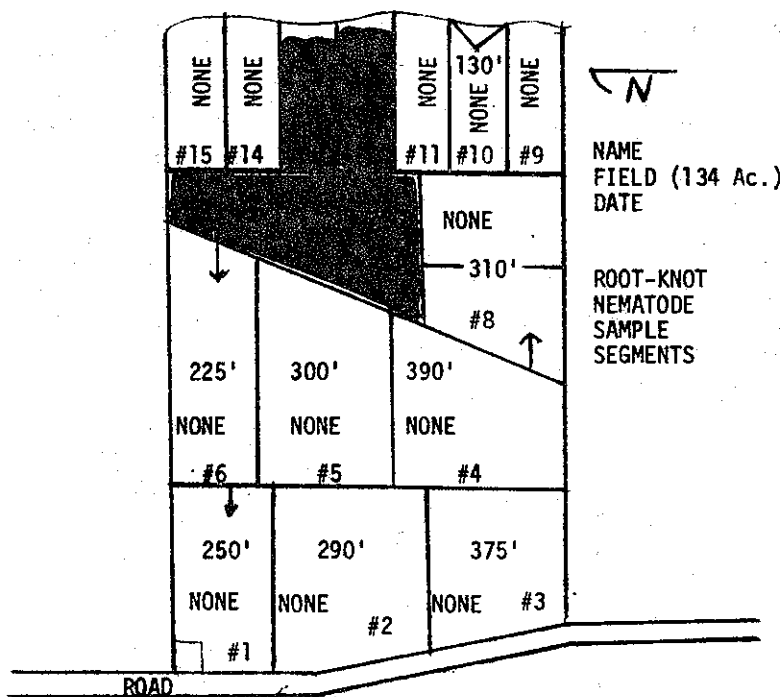 NONE
NONE
NONE
130'
NONE
NONE
#15 #14 #11 #10 #9
N
NAME
FIELD (134 Ac.)
DATE
NONE
310'
#8
ROOT-KNOT
NEMATODE
SAMPLE
SEGMENTS
225' 300' 390'
NONE NONE NONE
#6 #5 #4
250' 290' 375'
NONE NONE NONE #3
#1 #2
ROAD